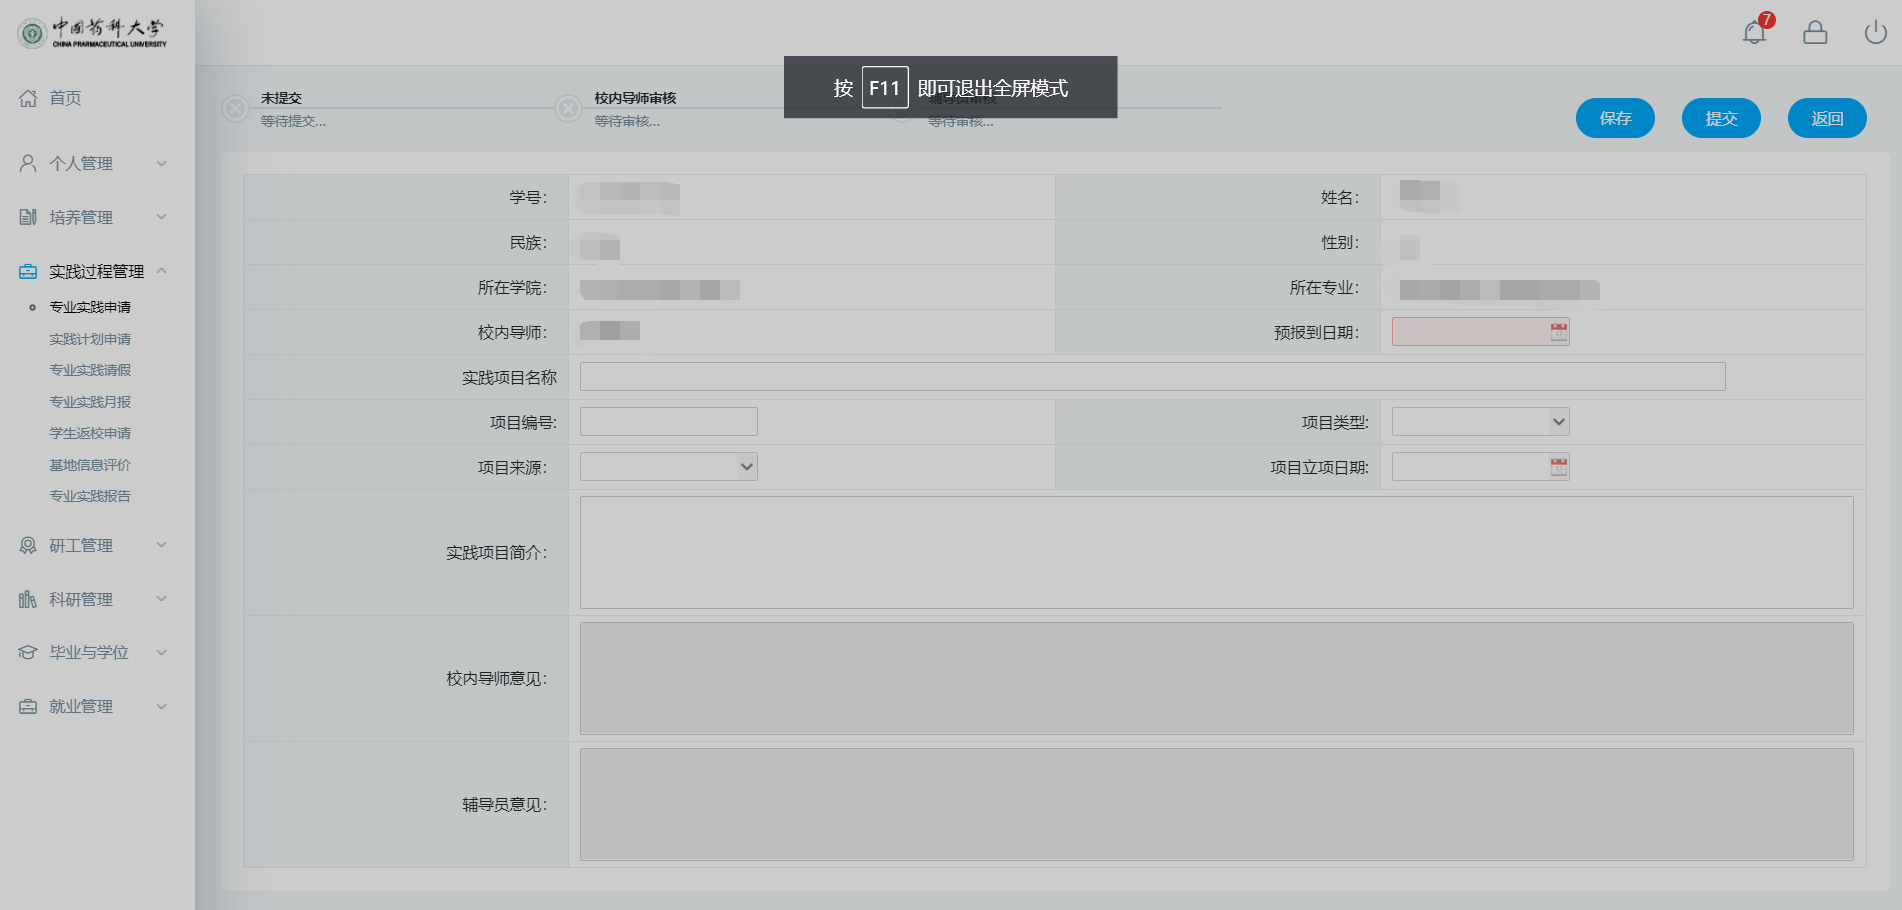 中国药科大学
CHINA PHARMACEUTICAL UNIVERSITY
7
按 F11 即可退出全屏模式
首页
个人管理
培养管理
实践过程管理
专业实践申请
实践计划申请
专业实践请假
专业实践月报
学生返校申请
基地信息评价
专业实践报告
研工管理
科研管理
毕业与学位
就业管理
未提交
等待提交...
校内导师审核
等待审核...
辅导员审核
等待审核...
保存
提交
返回
学号：
姓名：
民族：
性别：
所在学院：
所在专业：
校内导师：
预报到日期：
实践项目名称
项目编号:
项目类型:
项目来源：
项目立项日期:
实践项目简介：
校内导师意见：
辅导员意见：